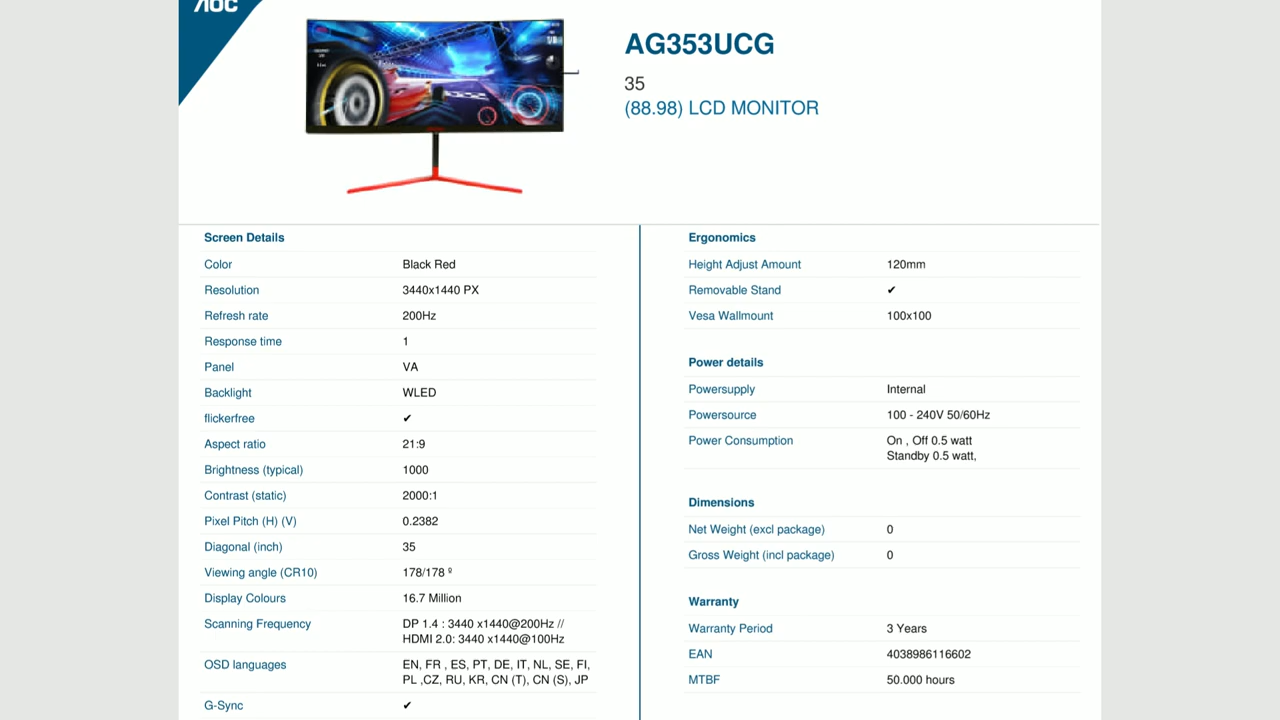 AOC
AG353UCG
35
(88.98) LCD MONITOR
Screen Details
Color Black Red
Resolution 3440x1440 PX
Refresh rate 200Hz
Response time 1
Panel VA
Backlight WLED
flickerfree ✔
Aspect ratio 21:9
Brightness (typical) 1000
Contrast (static) 2000:1
Pixel Pitch (H) (V) 0.2382
Diagonal (inch) 35
Viewing angle (CR10) 178/178 º
Display Colours 16.7 Million
Scanning Frequency DP 1.4 : 3440 x1440@200Hz //
HDMI 2.0: 3440 x1440@100Hz
OSD languages EN, FR , ES, PT, DE, IT, NL, SE, FI,
PL ,CZ, RU, KR, CN (T), CN (S), JP
G-Sync ✔
Ergonomics
Height Adjust Amount 120mm
Removable Stand ✔
Vesa Wallmount 100x100
Power details
Powersupply Internal
Powersource 100 - 240V 50/60Hz
Power Consumption On , Off 0.5 watt
Standby 0.5 watt,
Dimensions
Net Weight (excl package) 0
Gross Weight (incl package) 0
Warranty
Warranty Period 3 Years
EAN 4038986116602
MTBF 50.000 hours